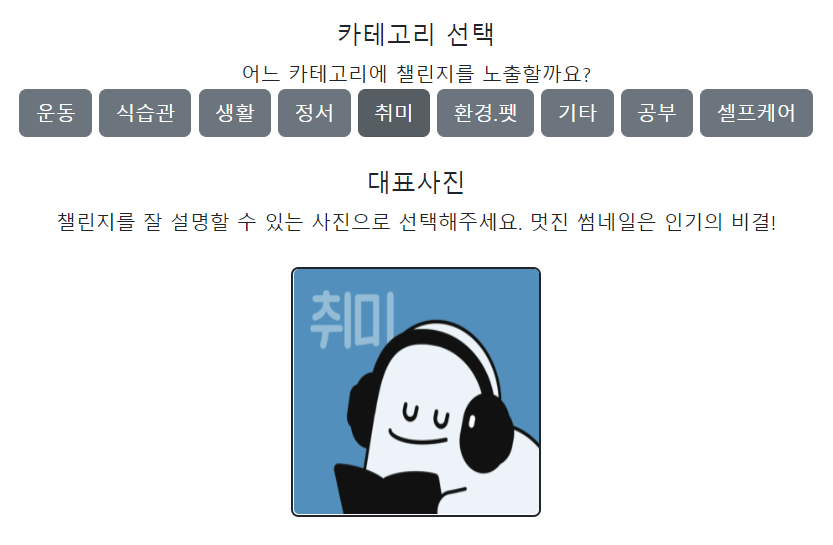 카테고리 선택
어느 카테고리에 챌린지를 노출할까요?
운동 식습관 생활 정서 취미 환경.펫 기타 공부 셀프케어
대표사진
챌린지를 잘 설명할 수 있는 사진으로 선택해주세요. 멋진 썸네일은 인기의 비결!
취미